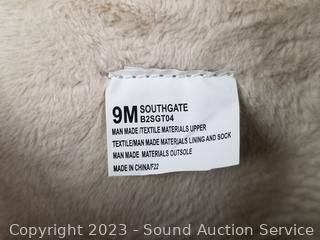 9M SOUTHGATE
B2SGT04
MAN MADE/TEXTILE MATERIALS UPPER
TEXTILE/MAN MADE MATERIALS LINING AND SOCK
MAN MADE MATERIALS OUTSOLE
MADE IN CHINA/F22
Copyright 2023 - Sound Auction Service